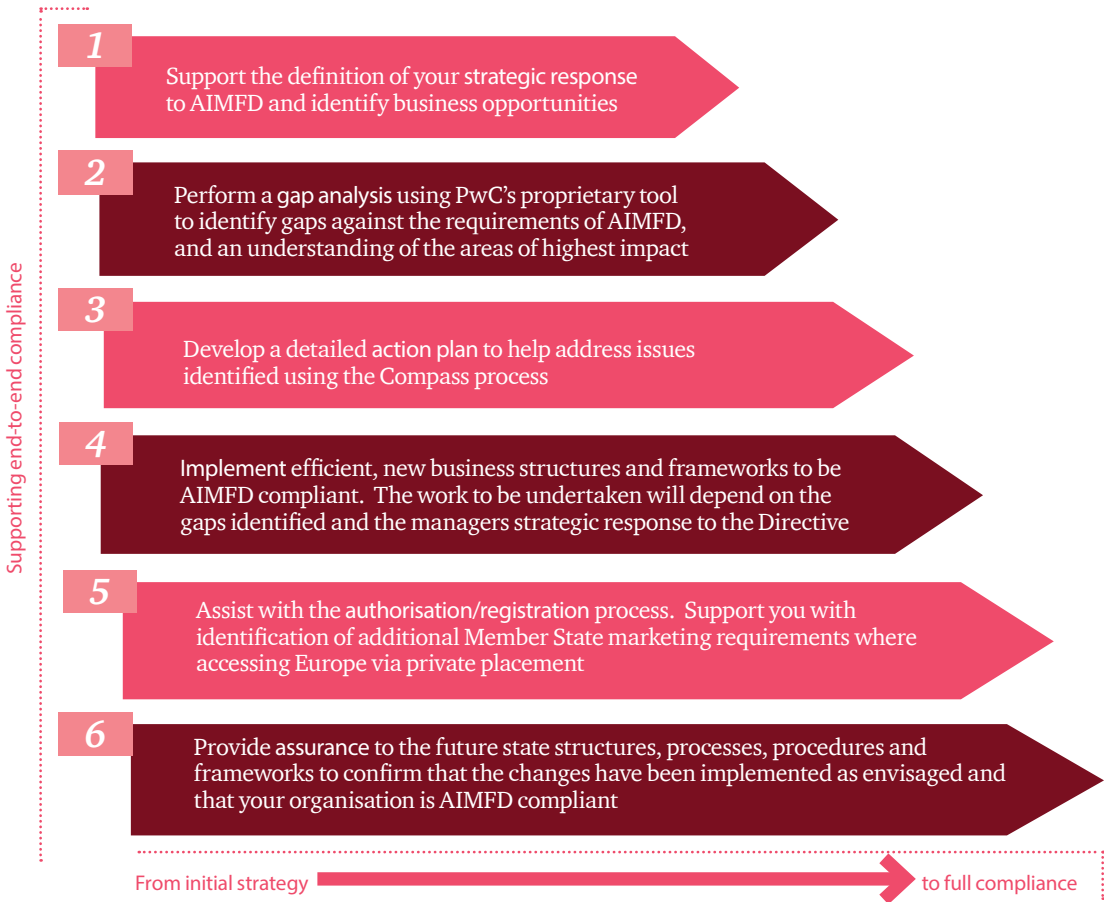 Supporting end-to-end compliance
1
Support the definition of your strategic response
to AIMFD and identify business opportunities
2
Perform a gap analysis using PwC's proprietary tool
to identify gaps against the requirements of AIMFD,
and an understanding of the areas of highest impact
3
Develop a detailed action plan to help address issues
identified using the Compass process
4
Implement efficient, new business structures and frameworks to be
AIMFD compliant.  The work to be undertaken will depend on the
gaps identified and the managers strategic response to the Directive
5
Assist with the authorisation/registration process.  Support you with
identification of additional Member State marketing requirements where
accessing Europe via private placement
6
Provide assurance to the future state structures, processes, procedures and
frameworks to confirm that the changes have been implemented as envisaged and
that your organisation is AIMFD compliant
From initial strategy to full compliance